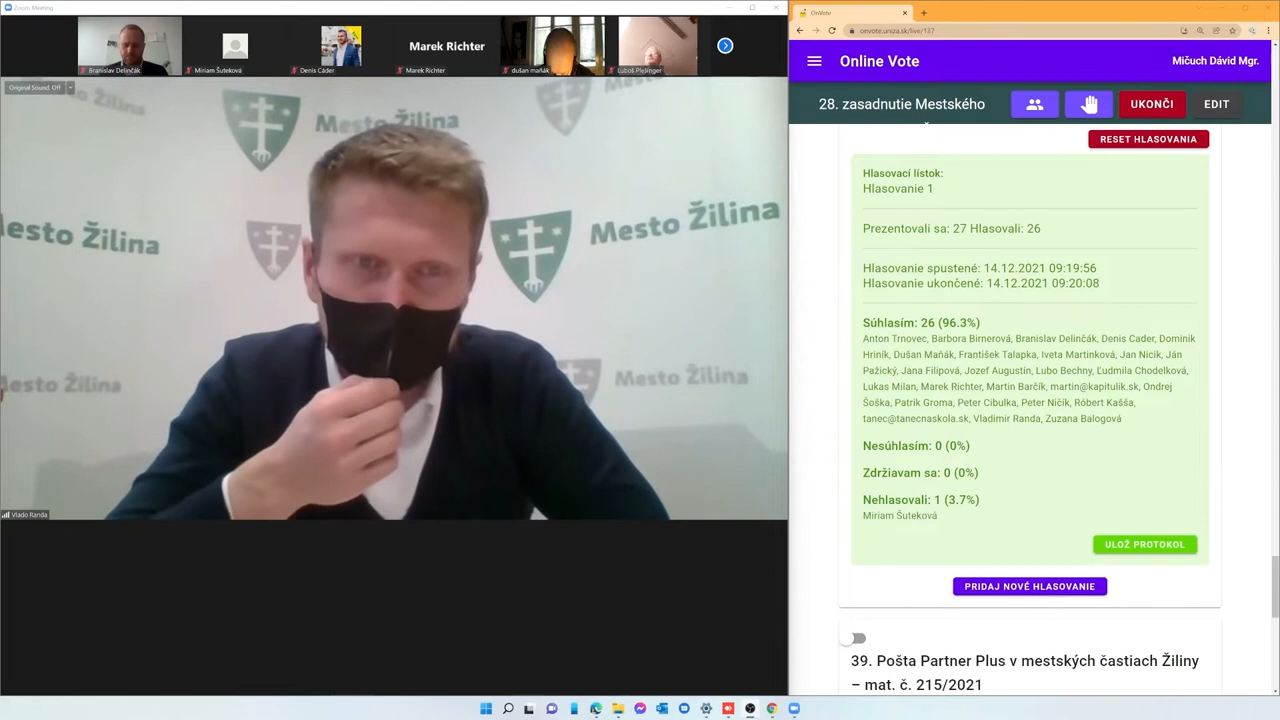 Zoom Meeting
Branislav Delinčák
Miriam Šuteková
Denis Cáder
Marek Richter
Marek Richter
dušan maňák
Ľuboš Plešinger
Original Sound: Off
Mesto Žilina
Mesto Žilina
Mesto Žilina
esto Žilina
Mesto Žilina
esto Žilina
Vlado Randa
OnVote
onvote.uniza.sk/live/137
Online Vote
Mičuch Dávid Mgr.
28. zasadnutie Mestského
UKONČI
EDIT
RESET HLASOVANIA
Hlasovací lístok:
Hlasovanie 1
Prezentovali sa: 27 Hlasovali: 26
Hlasovanie spustené: 14.12.2021 09:19:56
Hlasovanie ukončené: 14.12.2021 09:20:08
Súhlasím: 26 (96.3%)
Anton Trnovec, Barbora Birnerová, Branislav Delinčák, Denis Cader, Dominik
Hriník, Dušan Maňák, František Talapka, Iveta Martinková, Jan Nicik, Ján
Pažický, Jana Filipová, Jozef Augustín, Lubo Bechny, Ľudmila Chodelková,
Lukas Milan, Marek Richter, Martin Barčík, martin@kapitulik.sk, Ondrej
Šoška, Patrik Groma, Peter Cibulka, Peter Ničík, Róbert Kašša,
tanec@tanecnaskola.sk, Vladimir Randa, Zuzana Balogová
Nesúhlasím: 0 (0%)
Zdržiavam sa: 0 (0%)
Nehlasovali: 1 (3.7%)
Miriam Šuteková
ULOŽ PROTOKOL
PRIDAJ NOVÉ HLASOVANIE
39. Pošta Partner Plus v mestských častiach Žiliny
– mat. č. 215/2021